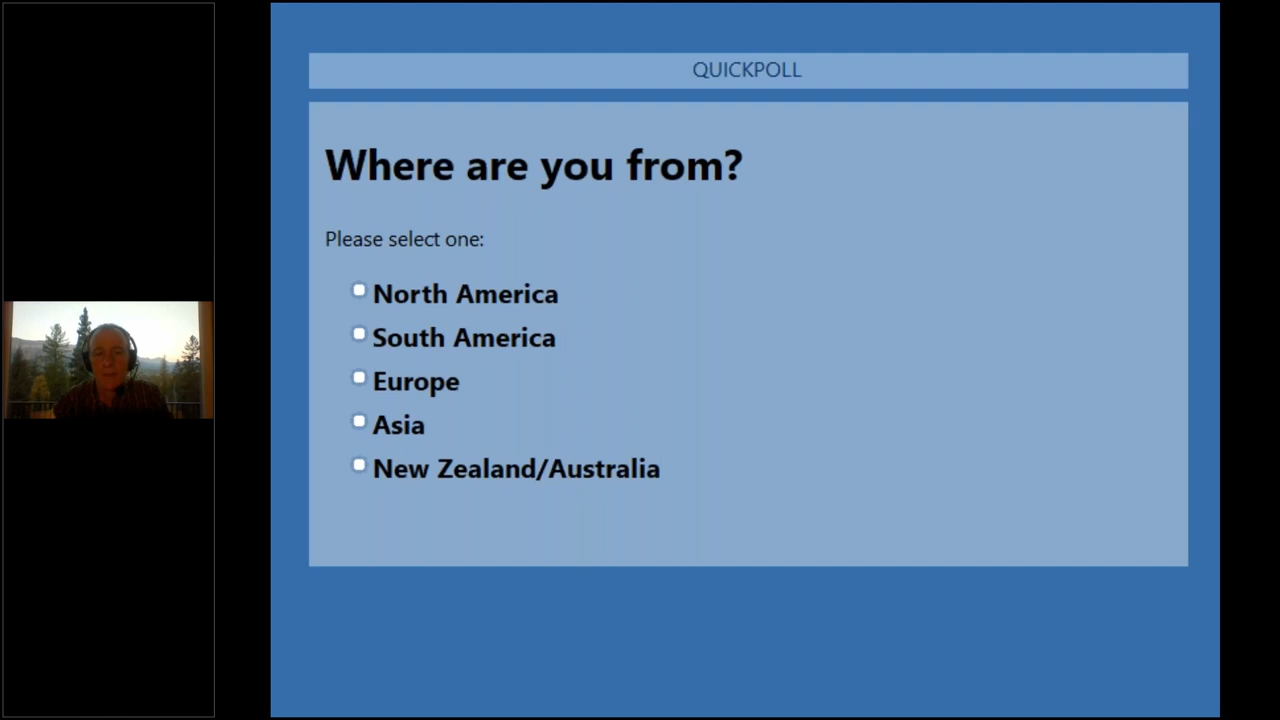 QUICKPOLL
Where are you from?
Please select one:
North America
South America
Europe
Asia
New Zealand/Australia